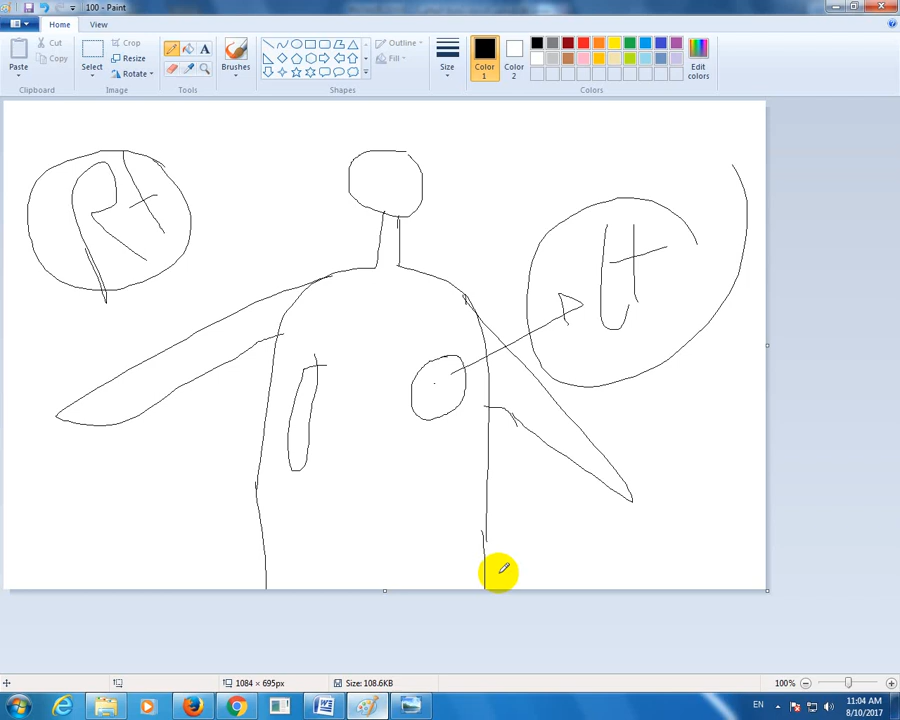 100 - Paint
Home
View
Paste
Cut
Copy
Clipboard
Select
Crop
Resize
Rotate
Image
A
Tools
Brushes
Shapes
Outline
Fill
Size
Color
1
Color
2
Edit
colors
Colors
Rt
Lt
1084 × 695px
Size: 108.6KB
100%
EN
11:04 AM
8/10/2017